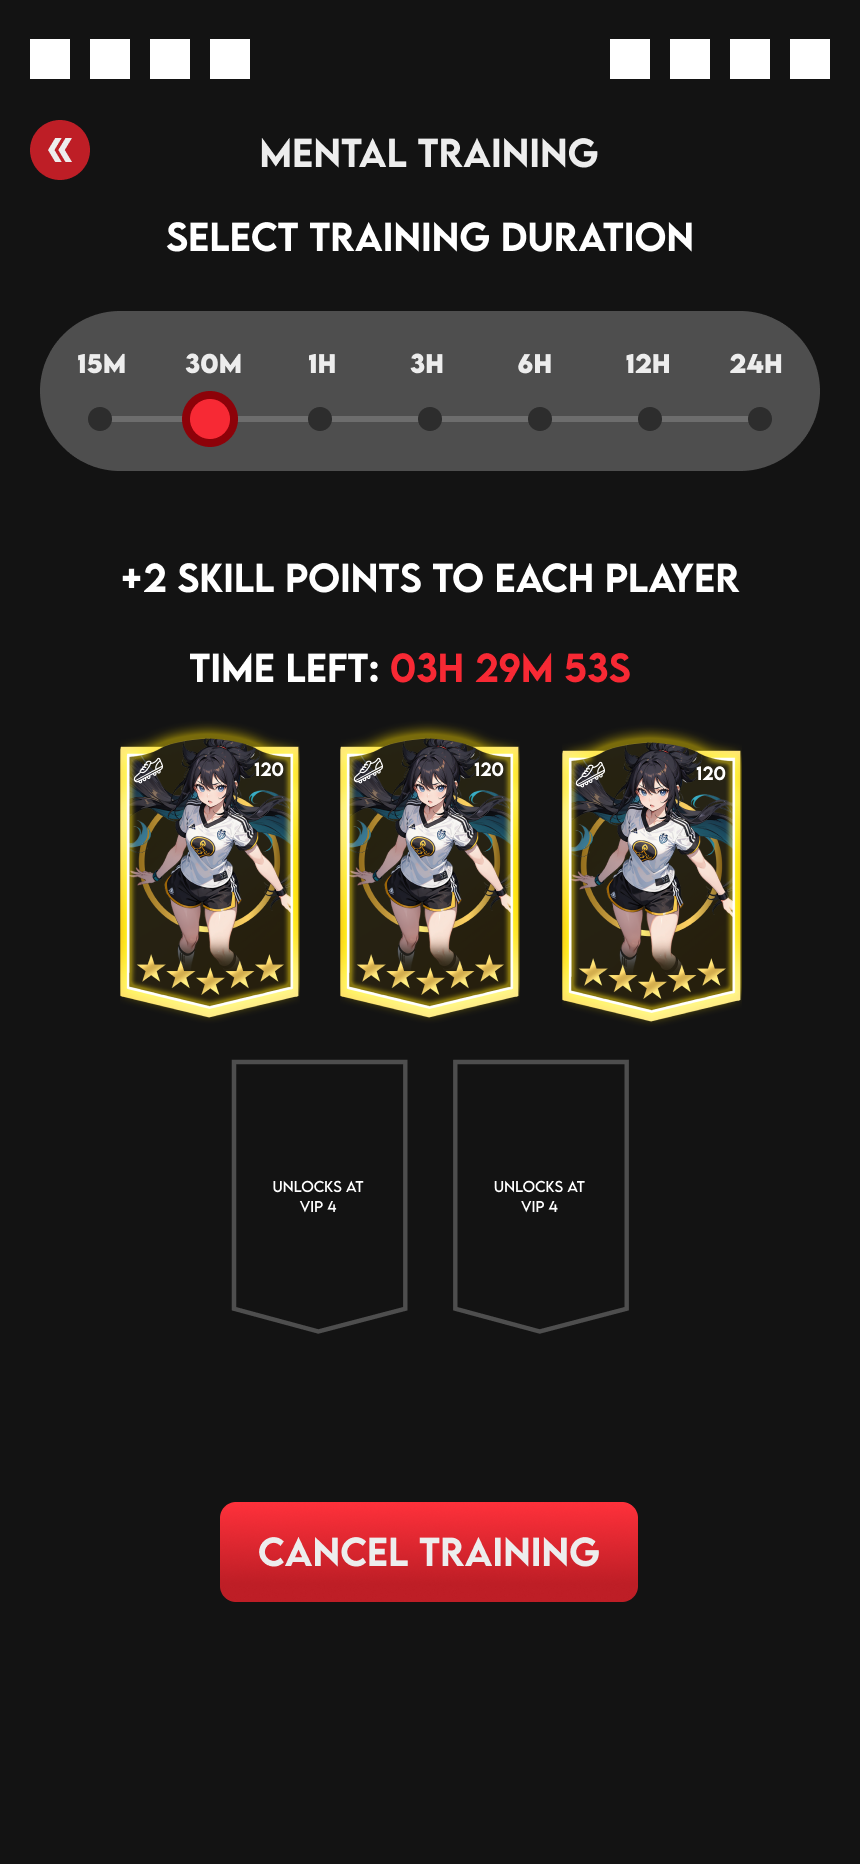 MENTAL TRAINING
SELECT TRAINING DURATION
15M 30M 1H 3H 6H 12H 24H
+2 SKILL POINTS TO EACH PLAYER
TIME LEFT: 03H 29M 53S
120 120 120
UNLOCKS AT UNLOCKS AT
VIP 4 VIP 4
CANCEL TRAINING